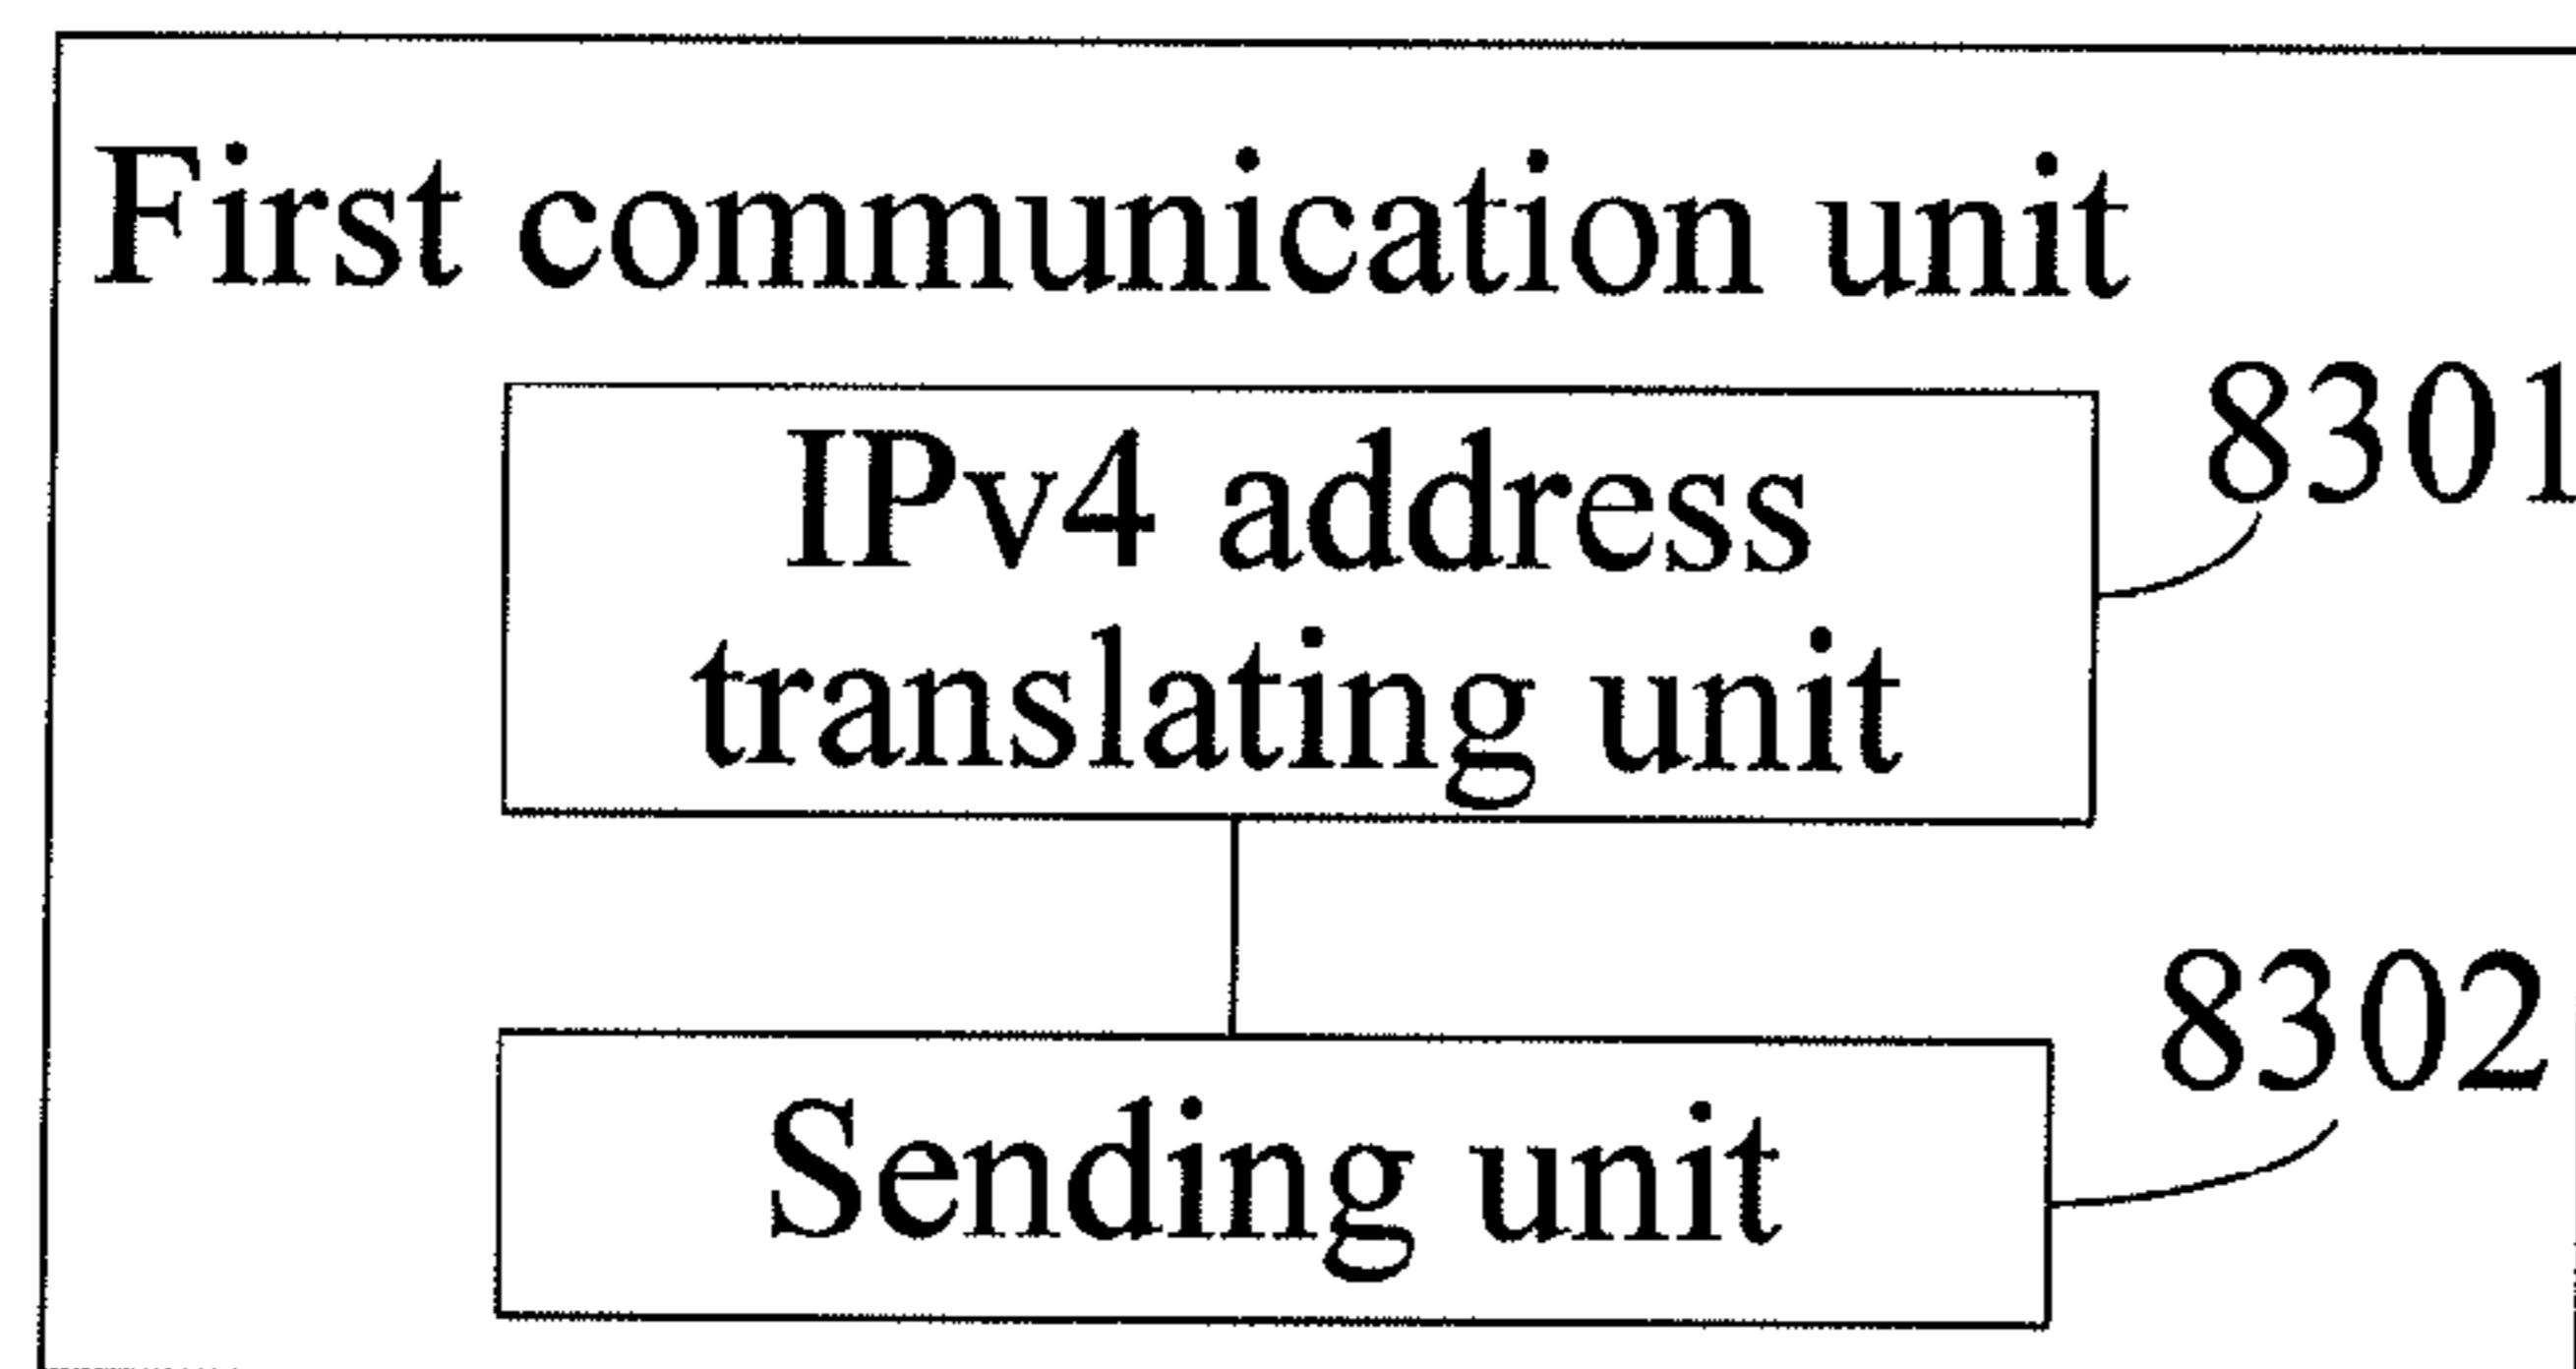 First communication unit
8301
IPv4 address
translating unit
8302
Sending unit